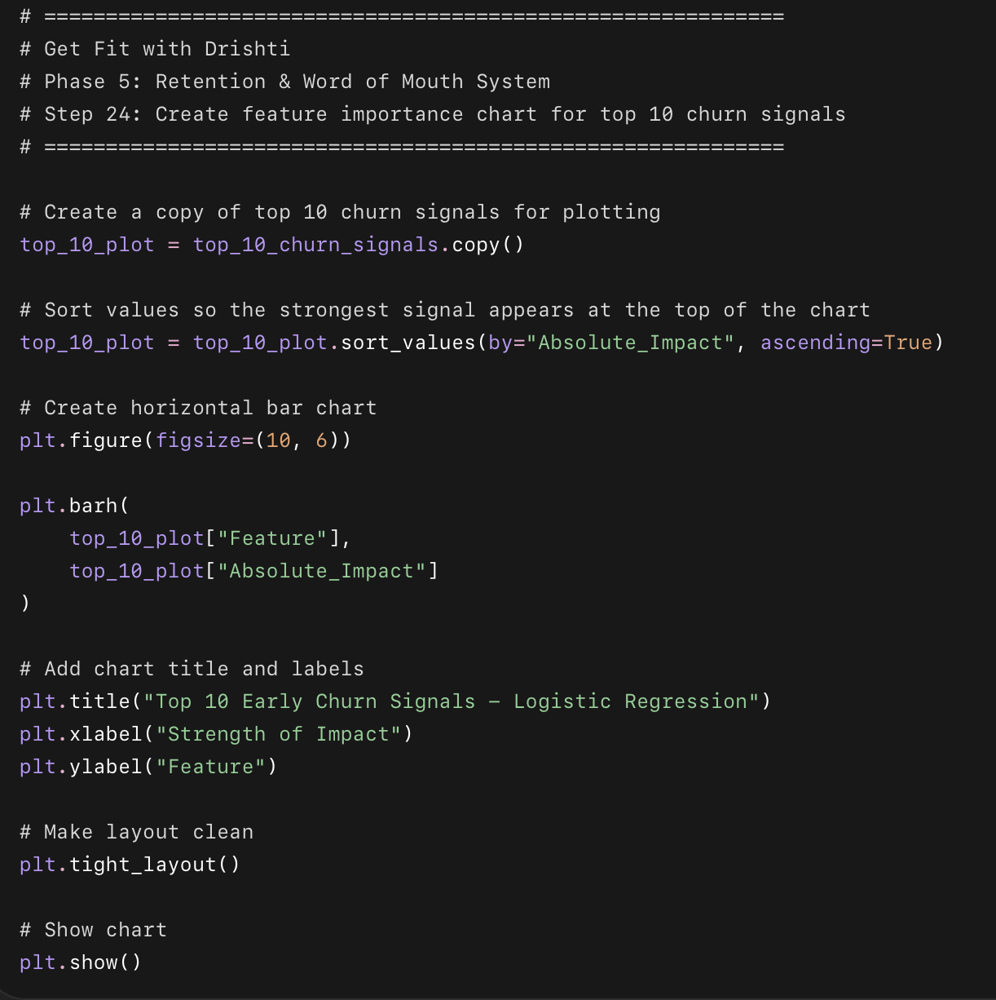 # ============================================================
# Get Fit with Drishti
# Phase 5: Retention & Word of Mouth System
# Step 24: Create feature importance chart for top 10 churn signals
# ============================================================
# Create a copy of top 10 churn signals for plotting
top_10_plot = top_10_churn_signals.copy()
# Sort values so the strongest signal appears at the top of the chart
top_10_plot = top_10_plot.sort_values(by="Absolute_Impact", ascending=True)
# Create horizontal bar chart
plt.figure(figsize=(10, 6))
plt.barh(
    top_10_plot["Feature"],
    top_10_plot["Absolute_Impact"]
)
# Add chart title and labels
plt.title("Top 10 Early Churn Signals – Logistic Regression")
plt.xlabel("Strength of Impact")
plt.ylabel("Feature")
# Make layout clean
plt.tight_layout()
# Show chart
plt.show()